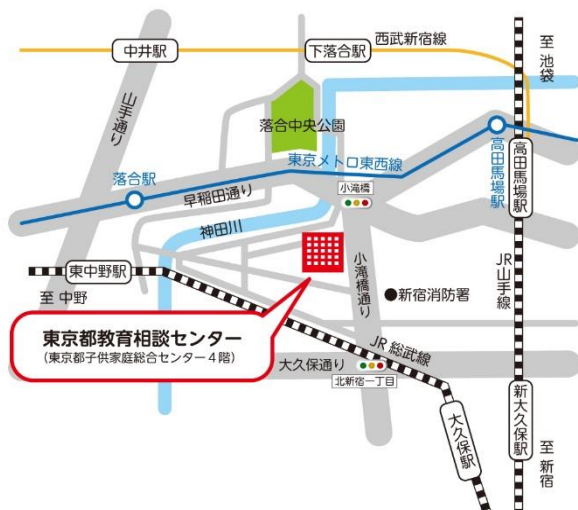 中井駅
下落合駅
西武新宿線
至 池袋
山手通り
落合中央公園
東京メトロ東西線
高田馬場駅
高田馬場駅
落合駅
早稲田通り
小滝橋
神田川
東中野駅
至 中野
小滝橋通り
新宿消防署
JR山手線
東京都教育相談センター
(東京都子供家庭総合センター4階)
JR 総武線
大久保通り
北新宿一丁目
大久保駅
新大久保駅
至 新宿